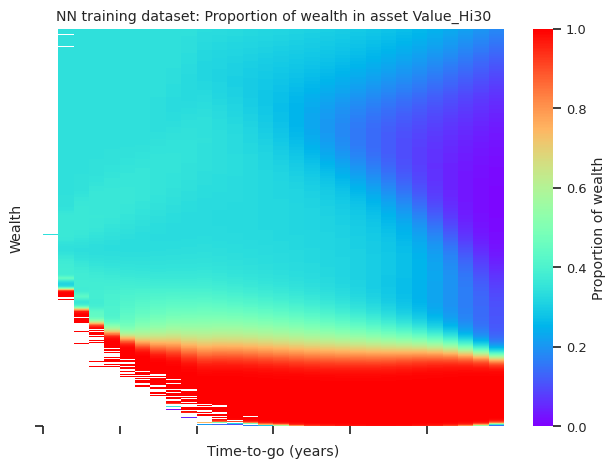 NN training dataset: Proportion of wealth in asset Value_Hi30
Wealth
Time-to-go (years)
1.0
0.8
0.6
0.4
0.2
0.0
Proportion of wealth